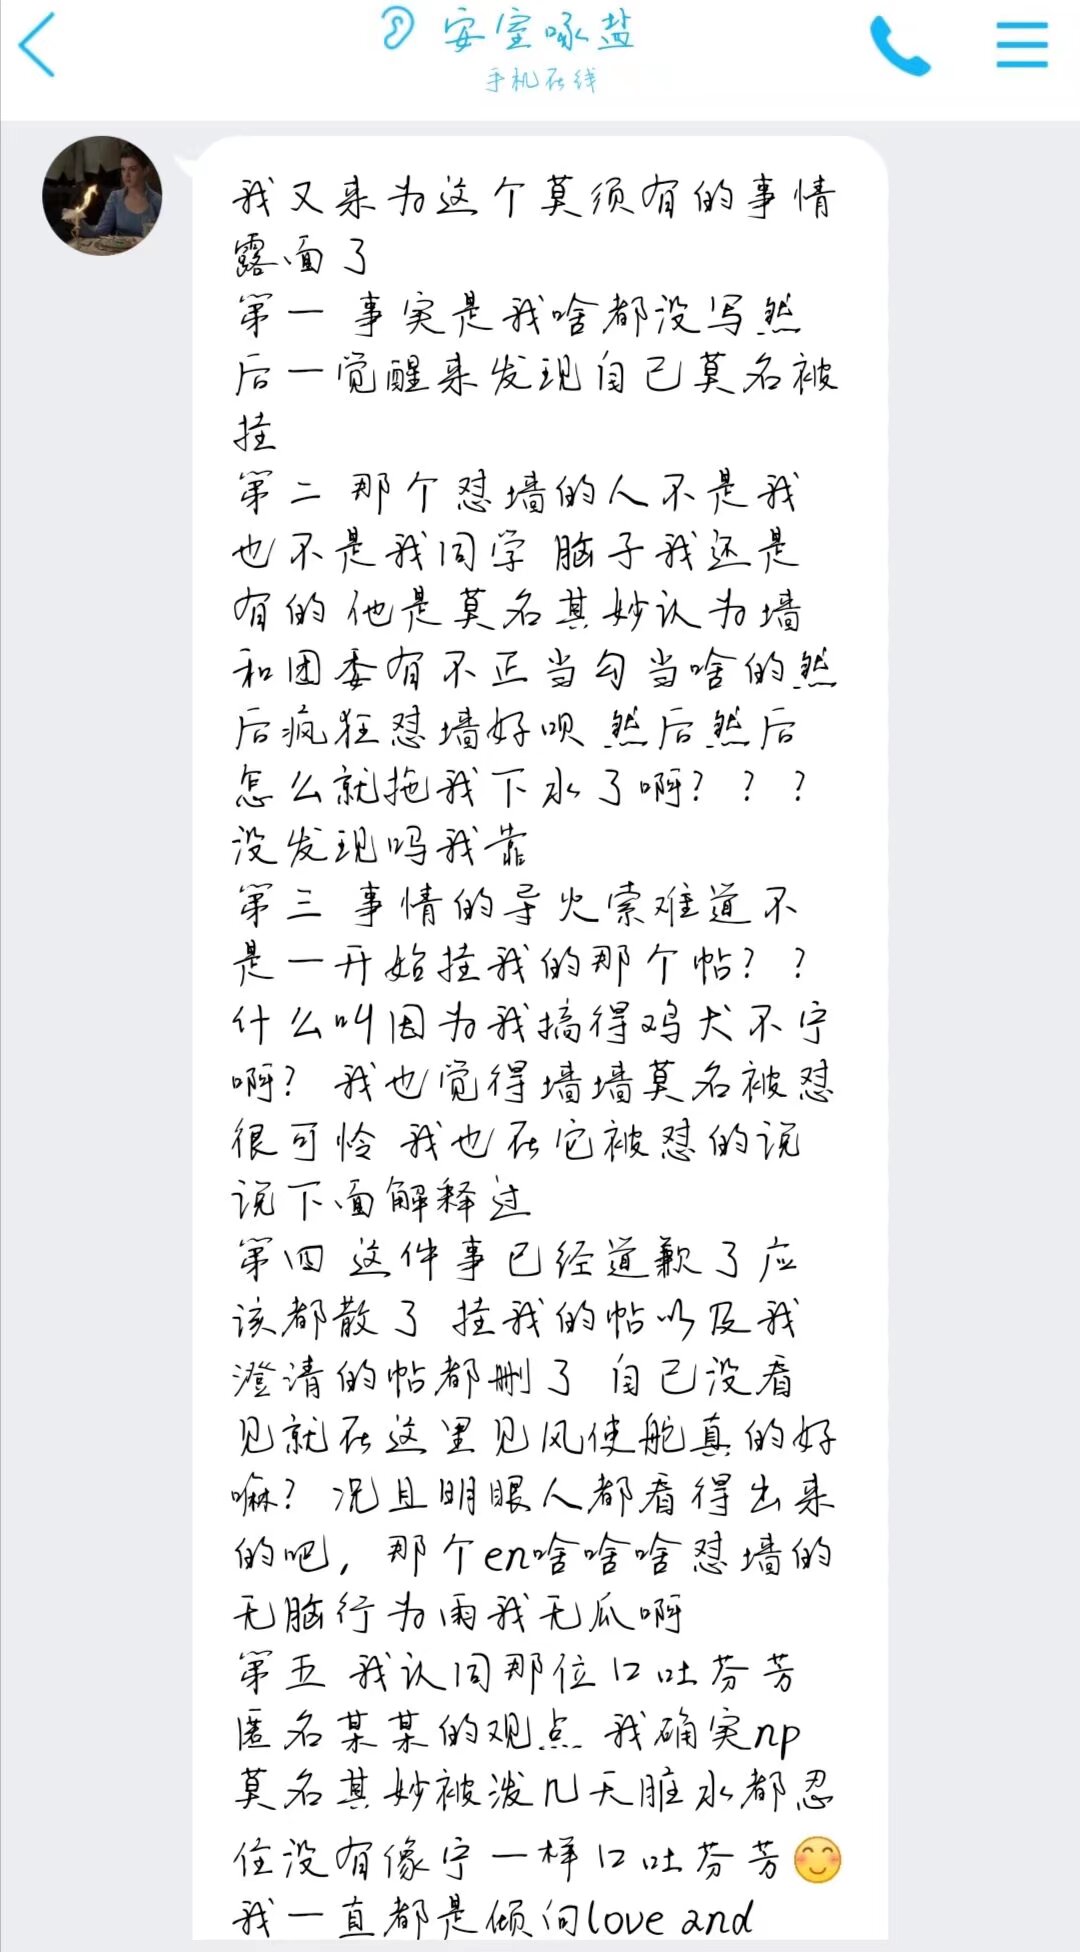 安室啄盐
手机在线
我又来为这个莫须有的事情
露面了
第一 事实是我啥都没写然
后一觉醒来发现自己莫名被
挂
第二 那个怼墙的人不是我
也不是我同学 脑子我还是
有的 他是莫名其妙认为墙
和团委有不正当勾当啥的然
后疯狂怼墙好呗 然后然后
怎么就拖我下水了啊？？？
没发现吗我靠
第三 事情的导火索难道不
是一开始挂我的那个帖？？
什么叫因为我搞得鸡犬不宁
啊？ 我也觉得墙墙莫名被怼
很可怜 我也在它被怼的说
说下面解释过
第四 这件事已经道歉了应
该都散了 挂我的帖以及我
澄清的帖都删了 自己没看
见就在这里见风使舵真的好
嘛？ 况且明眼人都看得出来
的吧，那个en啥啥啥怼墙的
无脑行为雨我无瓜啊
第五 我认同那位口吐芬芳
匿名某某的观点 我确实np
莫名其妙被泼几天脏水都忍
住没有像宁一样口吐芬芳😊
我一直都是倾向love and